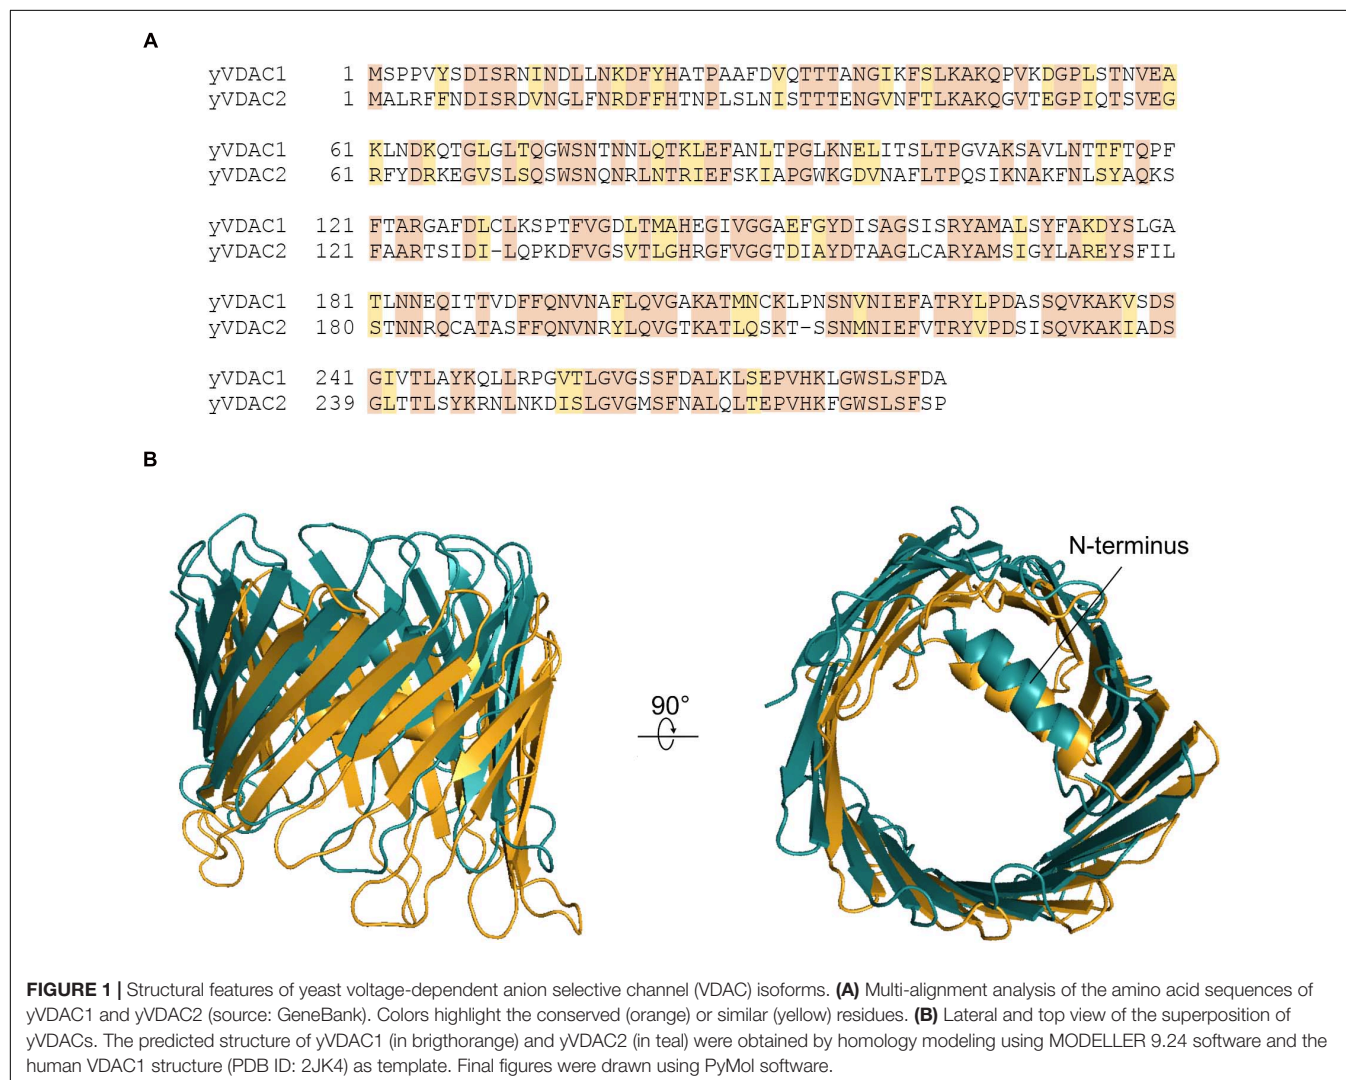 A
yVDAC1 1 MSPPVYSDISRNINDLLNKDFYHATPAAFDVQTTTANGIKFSLKAKQPVKDGPLSTNVEA
yVDAC2 1 MALRFFNDISRDVNGLFNRDFFHTNPLSLNISTTTENGVNFTLKAKQGVTEGPIQTSVEG
yVDAC1 61 KLNDKQTGLGLTQGWSNTNNLQTKLEFANLTPGLKNELITSLTPGVAKSAVLNTTFTQPF
yVDAC2 61 RFYDRKEGVSLSQSWSNQNRLNTRIEFSKIAPGWKGDVNAFLTPQSIKNAKFNLSYAQKS
yVDAC1 121 FTARGAFDLCLKSPTFVGDLTMAHEGIVGGAEFGYDISAGSISRYAMALSYFAKDYSLGA
yVDAC2 121 FAARTSIDI-LQPKDFVGSVTLGHRGFVGGTDIAYDTAAGLCARYAMSIGYLAREYSFIL
yVDAC1 181 TLNNEQITTVDFFQNVNAFLQVGAKATMNCKLPNSNVNIEFATRYLPDASSQVKAKVSDS
yVDAC2 180 STNNRQCATASFFQNVNRYLQVGTKATLQSKT-SSNMNIEFVTRYVPDSISQVKAKIADS
yVDAC1 241 GIVTLAYKQLLRPGVTLGVGSSFDALKLSEPVHKLGWSLSFDA
yVDAC2 239 GLTTLSYKRNLNKDISLGVGMSFNALQLTEPVHKFGWSLSFSP
B
N-terminus
90°
FIGURE 1 | Structural features of yeast voltage-dependent anion selective channel (VDAC) isoforms. (A) Multi-alignment analysis of the amino acid sequences of
yVDAC1 and yVDAC2 (source: GeneBank). Colors highlight the conserved (orange) or similar (yellow) residues. (B) Lateral and top view of the superposition of
yVDACs. The predicted structure of yVDAC1 (in brigthorange) and yVDAC2 (in teal) were obtained by homology modeling using MODELLER 9.24 software and the
human VDAC1 structure (PDB ID: 2JK4) as template. Final figures were drawn using PyMol software.